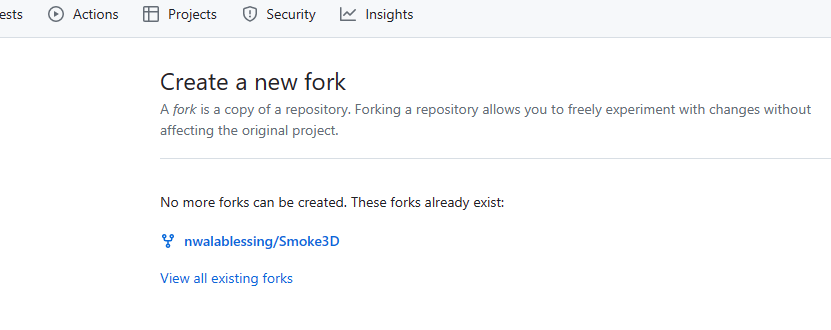 ests Actions Projects Security Insights
Create a new fork
A fork is a copy of a repository. Forking a repository allows you to freely experiment with changes without
affecting the original project.
No more forks can be created. These forks already exist:
nwalablessing/Smoke3D
View all existing forks